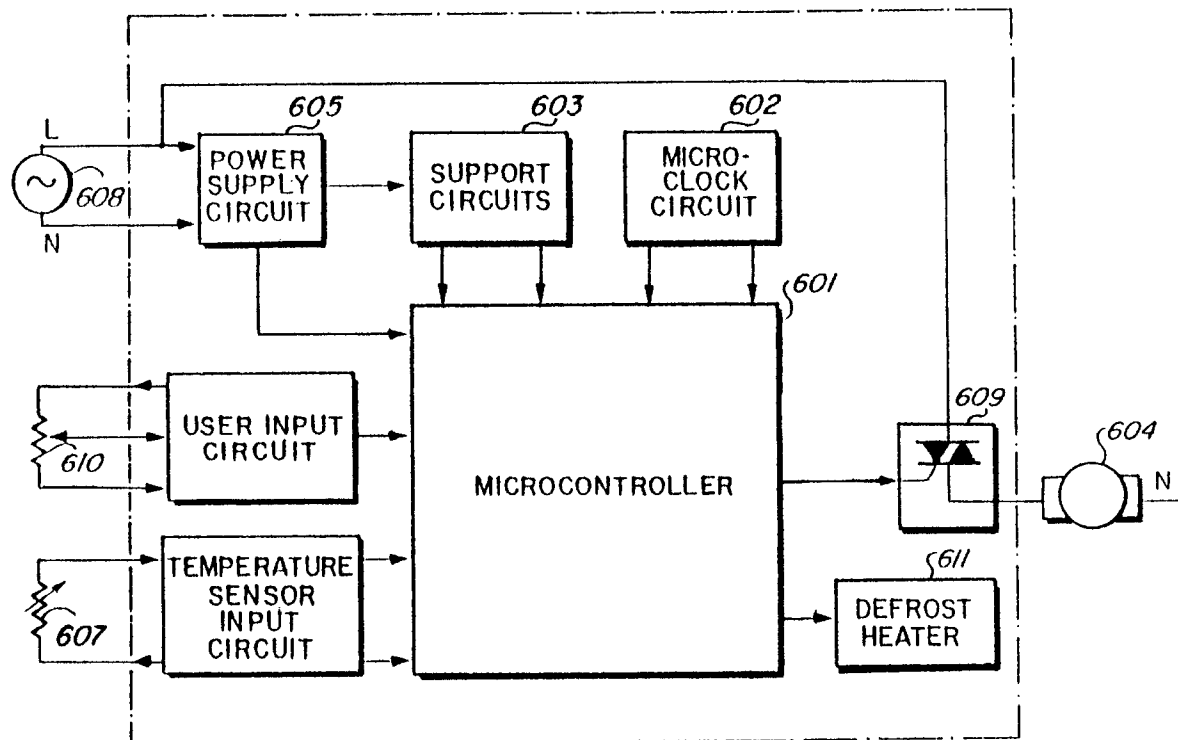 605
603
602
L
POWER
SUPPLY
CIRCUIT
SUPPORT
CIRCUITS
MICRO-
CLOCK
CIRCUIT
608
N
601
USER INPUT
CIRCUIT
610
MICROCONTROLLER
609
604
N
TEMPERATURE
SENSOR
INPUT
CIRCUIT
607
611
DEFROST
HEATER